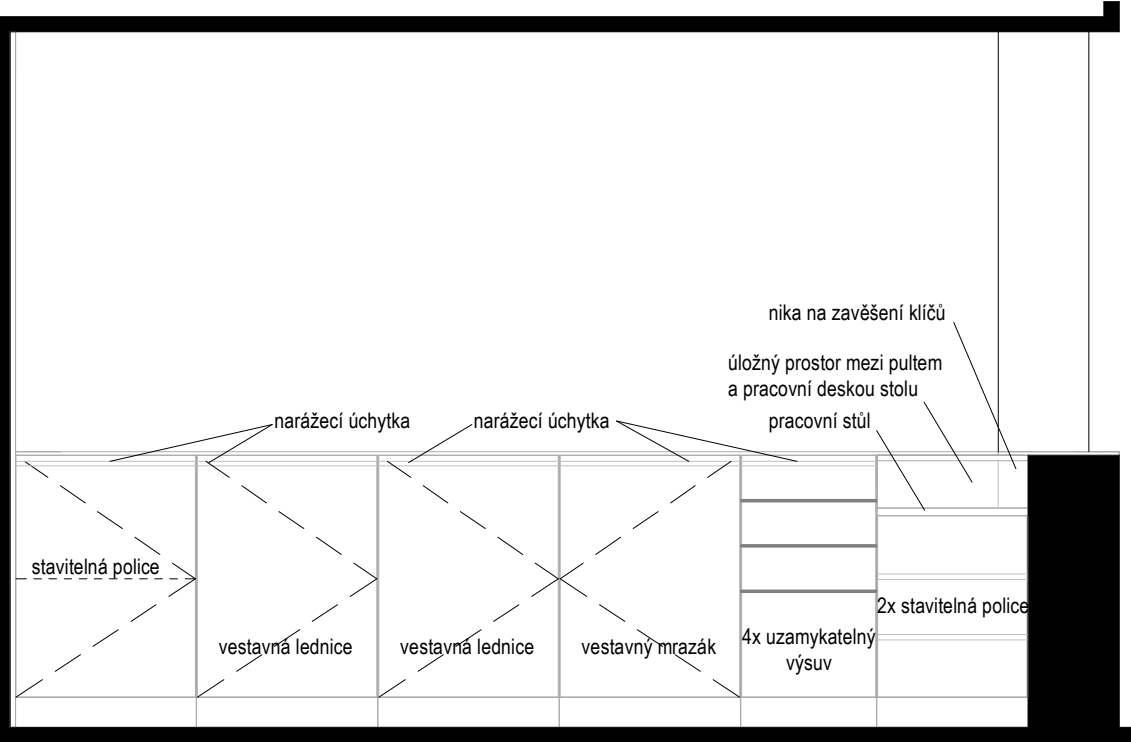 nika na zavěšení klíčů
úložný prostor mezi pultem
a pracovní deskou stolu
pracovní stůl
narážecí úchytka
narážecí úchytka
stavitelná police
vestavná lednice
vestavná lednice
vestavný mrazák
4x uzamykatelný
výsuv
2x stavitelná police